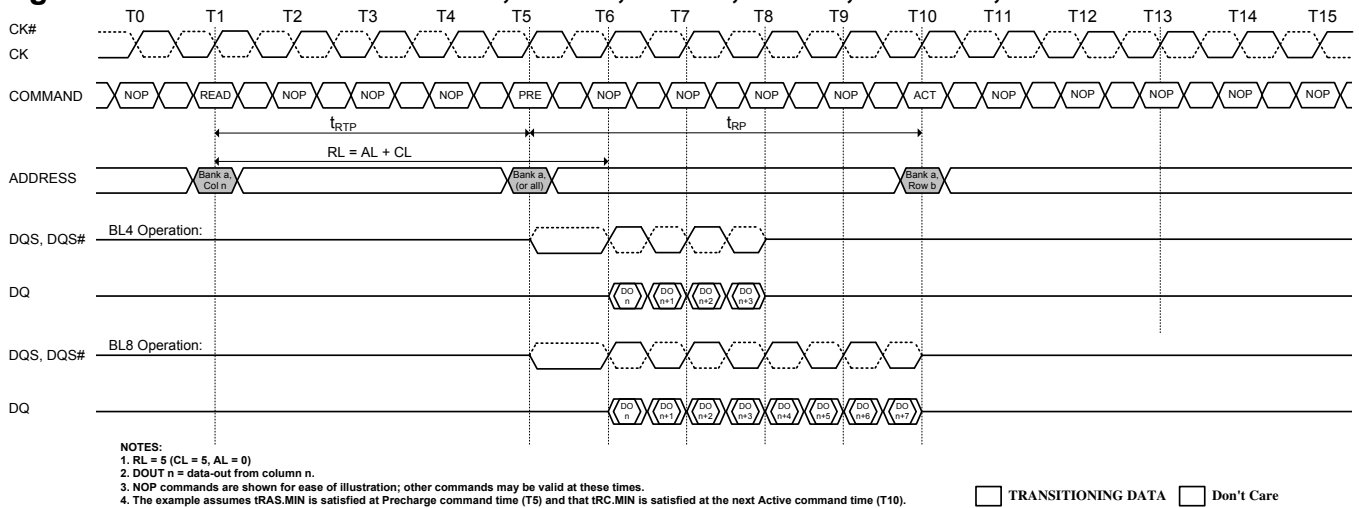 T0 T1 T2 T3 T4 T5 T6 T7 T8 T9 T10 T11 T12 T13 T14 T15
CK#
CK
COMMAND NOP READ NOP NOP NOP PRE NOP NOP NOP NOP ACT NOP NOP NOP NOP NOP
tRTP tRP
RL = AL + CL
ADDRESS Bank a, Col n Bank a, (or all) Bank a, Row b
BL4 Operation:
DQS, DQS#
DQ DO n DO n+1 DO n+2 DO n+3
BL8 Operation:
DQS, DQS#
DQ DO n DO n+1 DO n+2 DO n+3 DO n+4 DO n+5 DO n+6 DO n+7
NOTES:
1. RL = 5 (CL = 5, AL = 0)
2. DOUT n = data-out from column n.
3. NOP commands are shown for ease of illustration; other commands may be valid at these times.
4. The example assumes tRAS.MIN is satisfied at Precharge command time (T5) and that tRC.MIN is satisfied at the next Active command time (T10).
TRANSITIONING DATA Don't Care